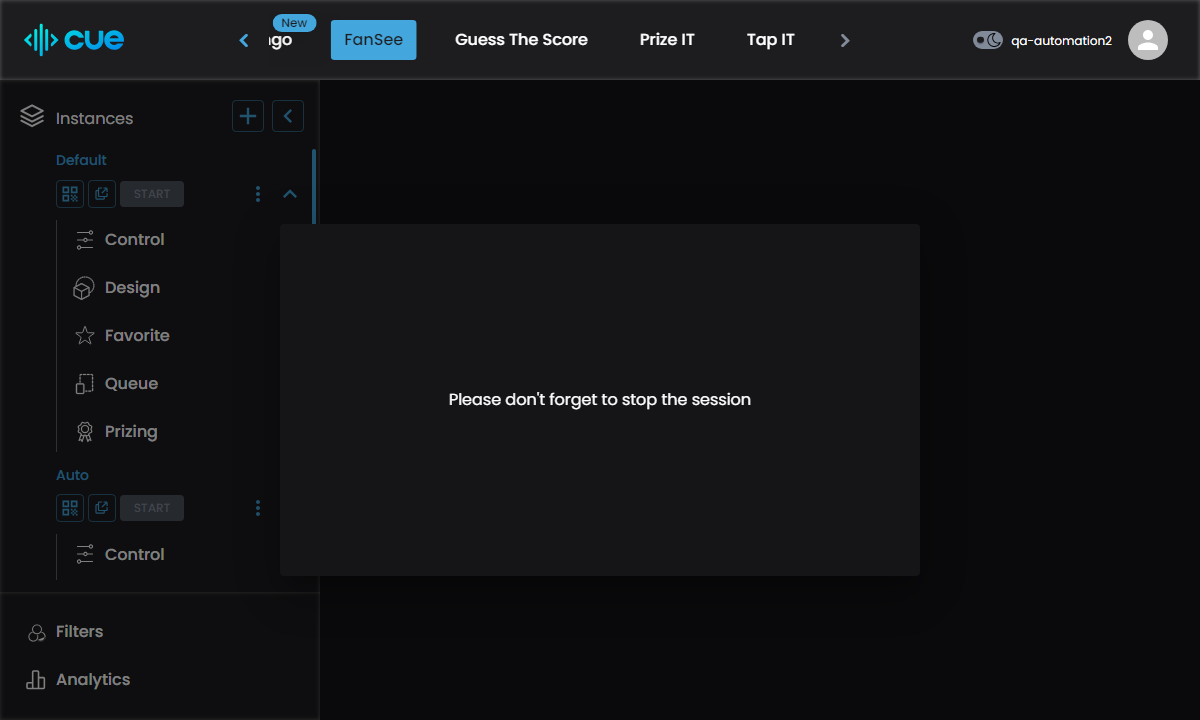 cue
New
FanSee
Guess The Score
Prize IT
Tap IT
qa-automation2
Instances
Default
START
Control
Design
Favorite
Queue
Prizing
Auto
START
Control
Filters
Analytics
Please don't forget to stop the session